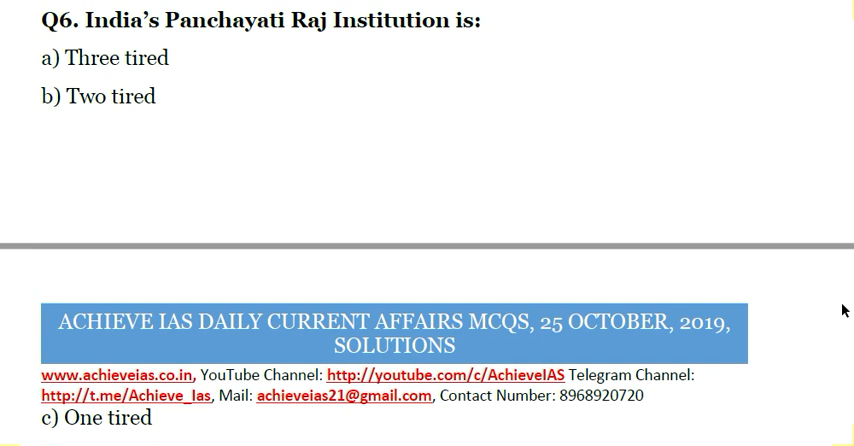 Q6. India’s Panchayati Raj Institution is:
a) Three tired
b) Two tired
ACHIEVE IAS DAILY CURRENT AFFAIRS MCQS, 25 OCTOBER, 2019,
SOLUTIONS
www.achieveias.co.in, YouTube Channel: http://youtube.com/c/AchieveIAS Telegram Channel:
http://t.me/Achieve_Ias, Mail: achieveias21@gmail.com, Contact Number: 8968920720
c) One tired